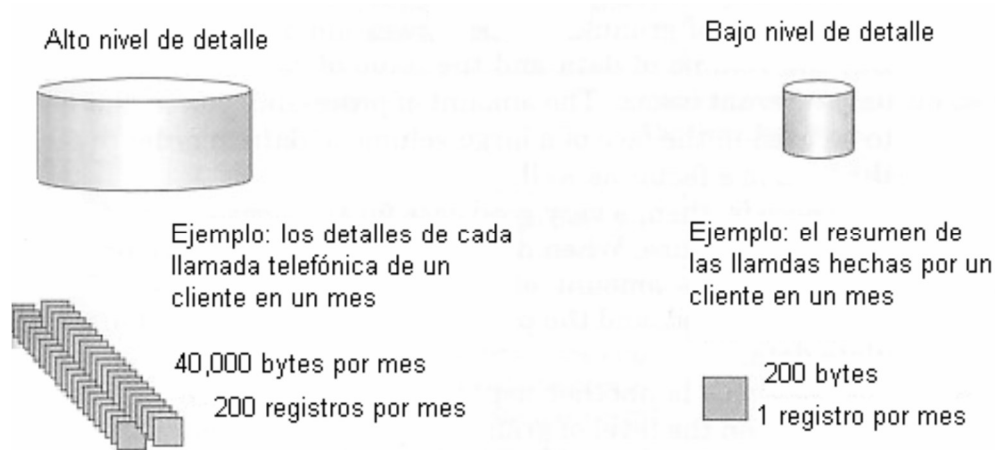 Alto nivel de detalle
Ejemplo: los detalles de cada
llamada telefónica de un
cliente en un mes
40,000 bytes por mes
200 registros por mes
Bajo nivel de detalle
Ejemplo: el resumen de
las llamdas hechas por un
cliente en un mes
200 bytes
1 registro por mes